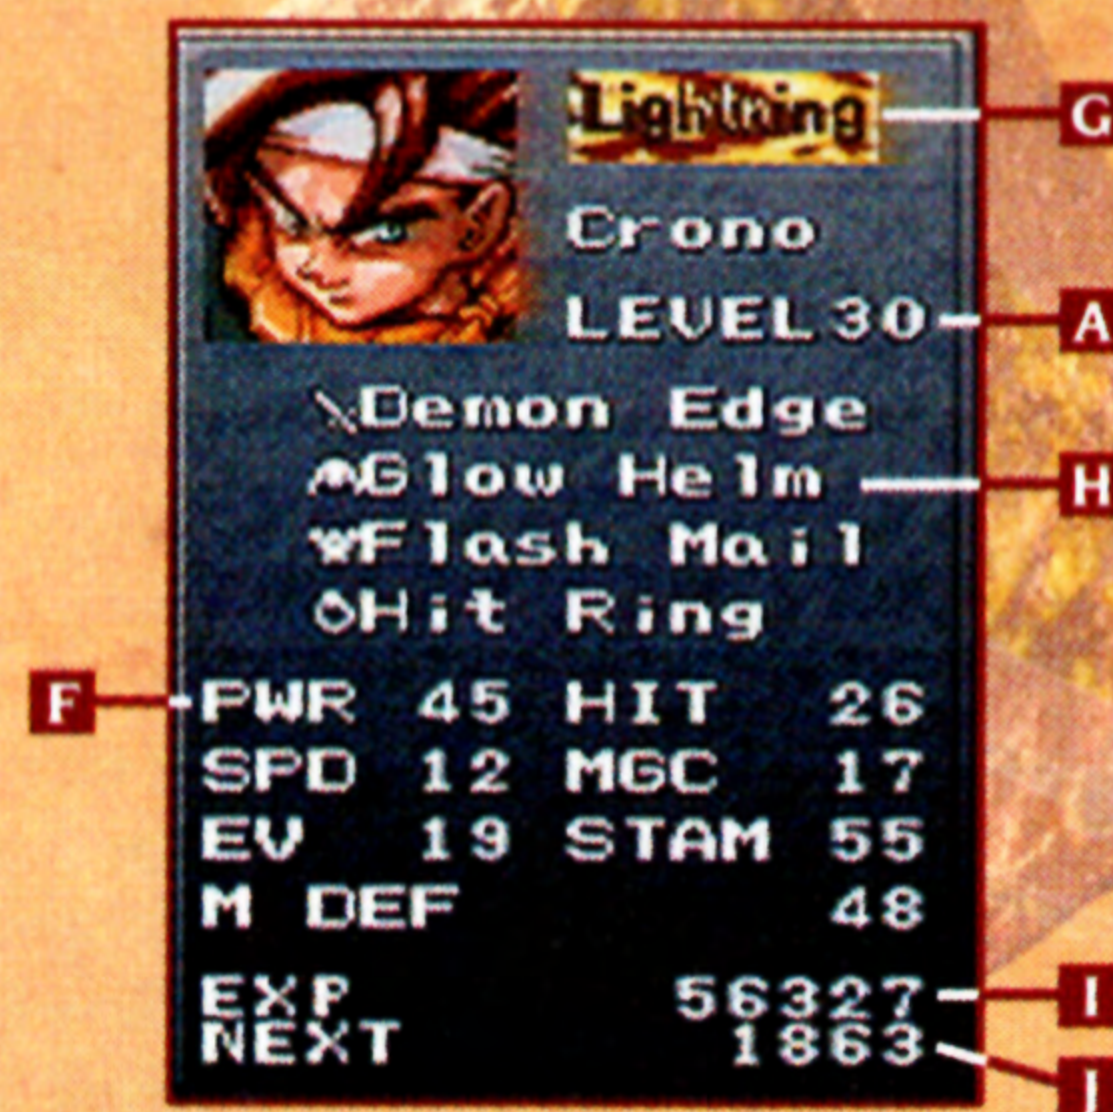 Lightning
G
Crono
LEVEL 30
A
Demon Edge
Glow Helm
H
Flash Mail
Hit Ring
F
PWR 45 HIT 26
SPD 12 MGC 17
EV 19 STAM 55
M DEF 48
EXP 56327
I
NEXT 1863
J